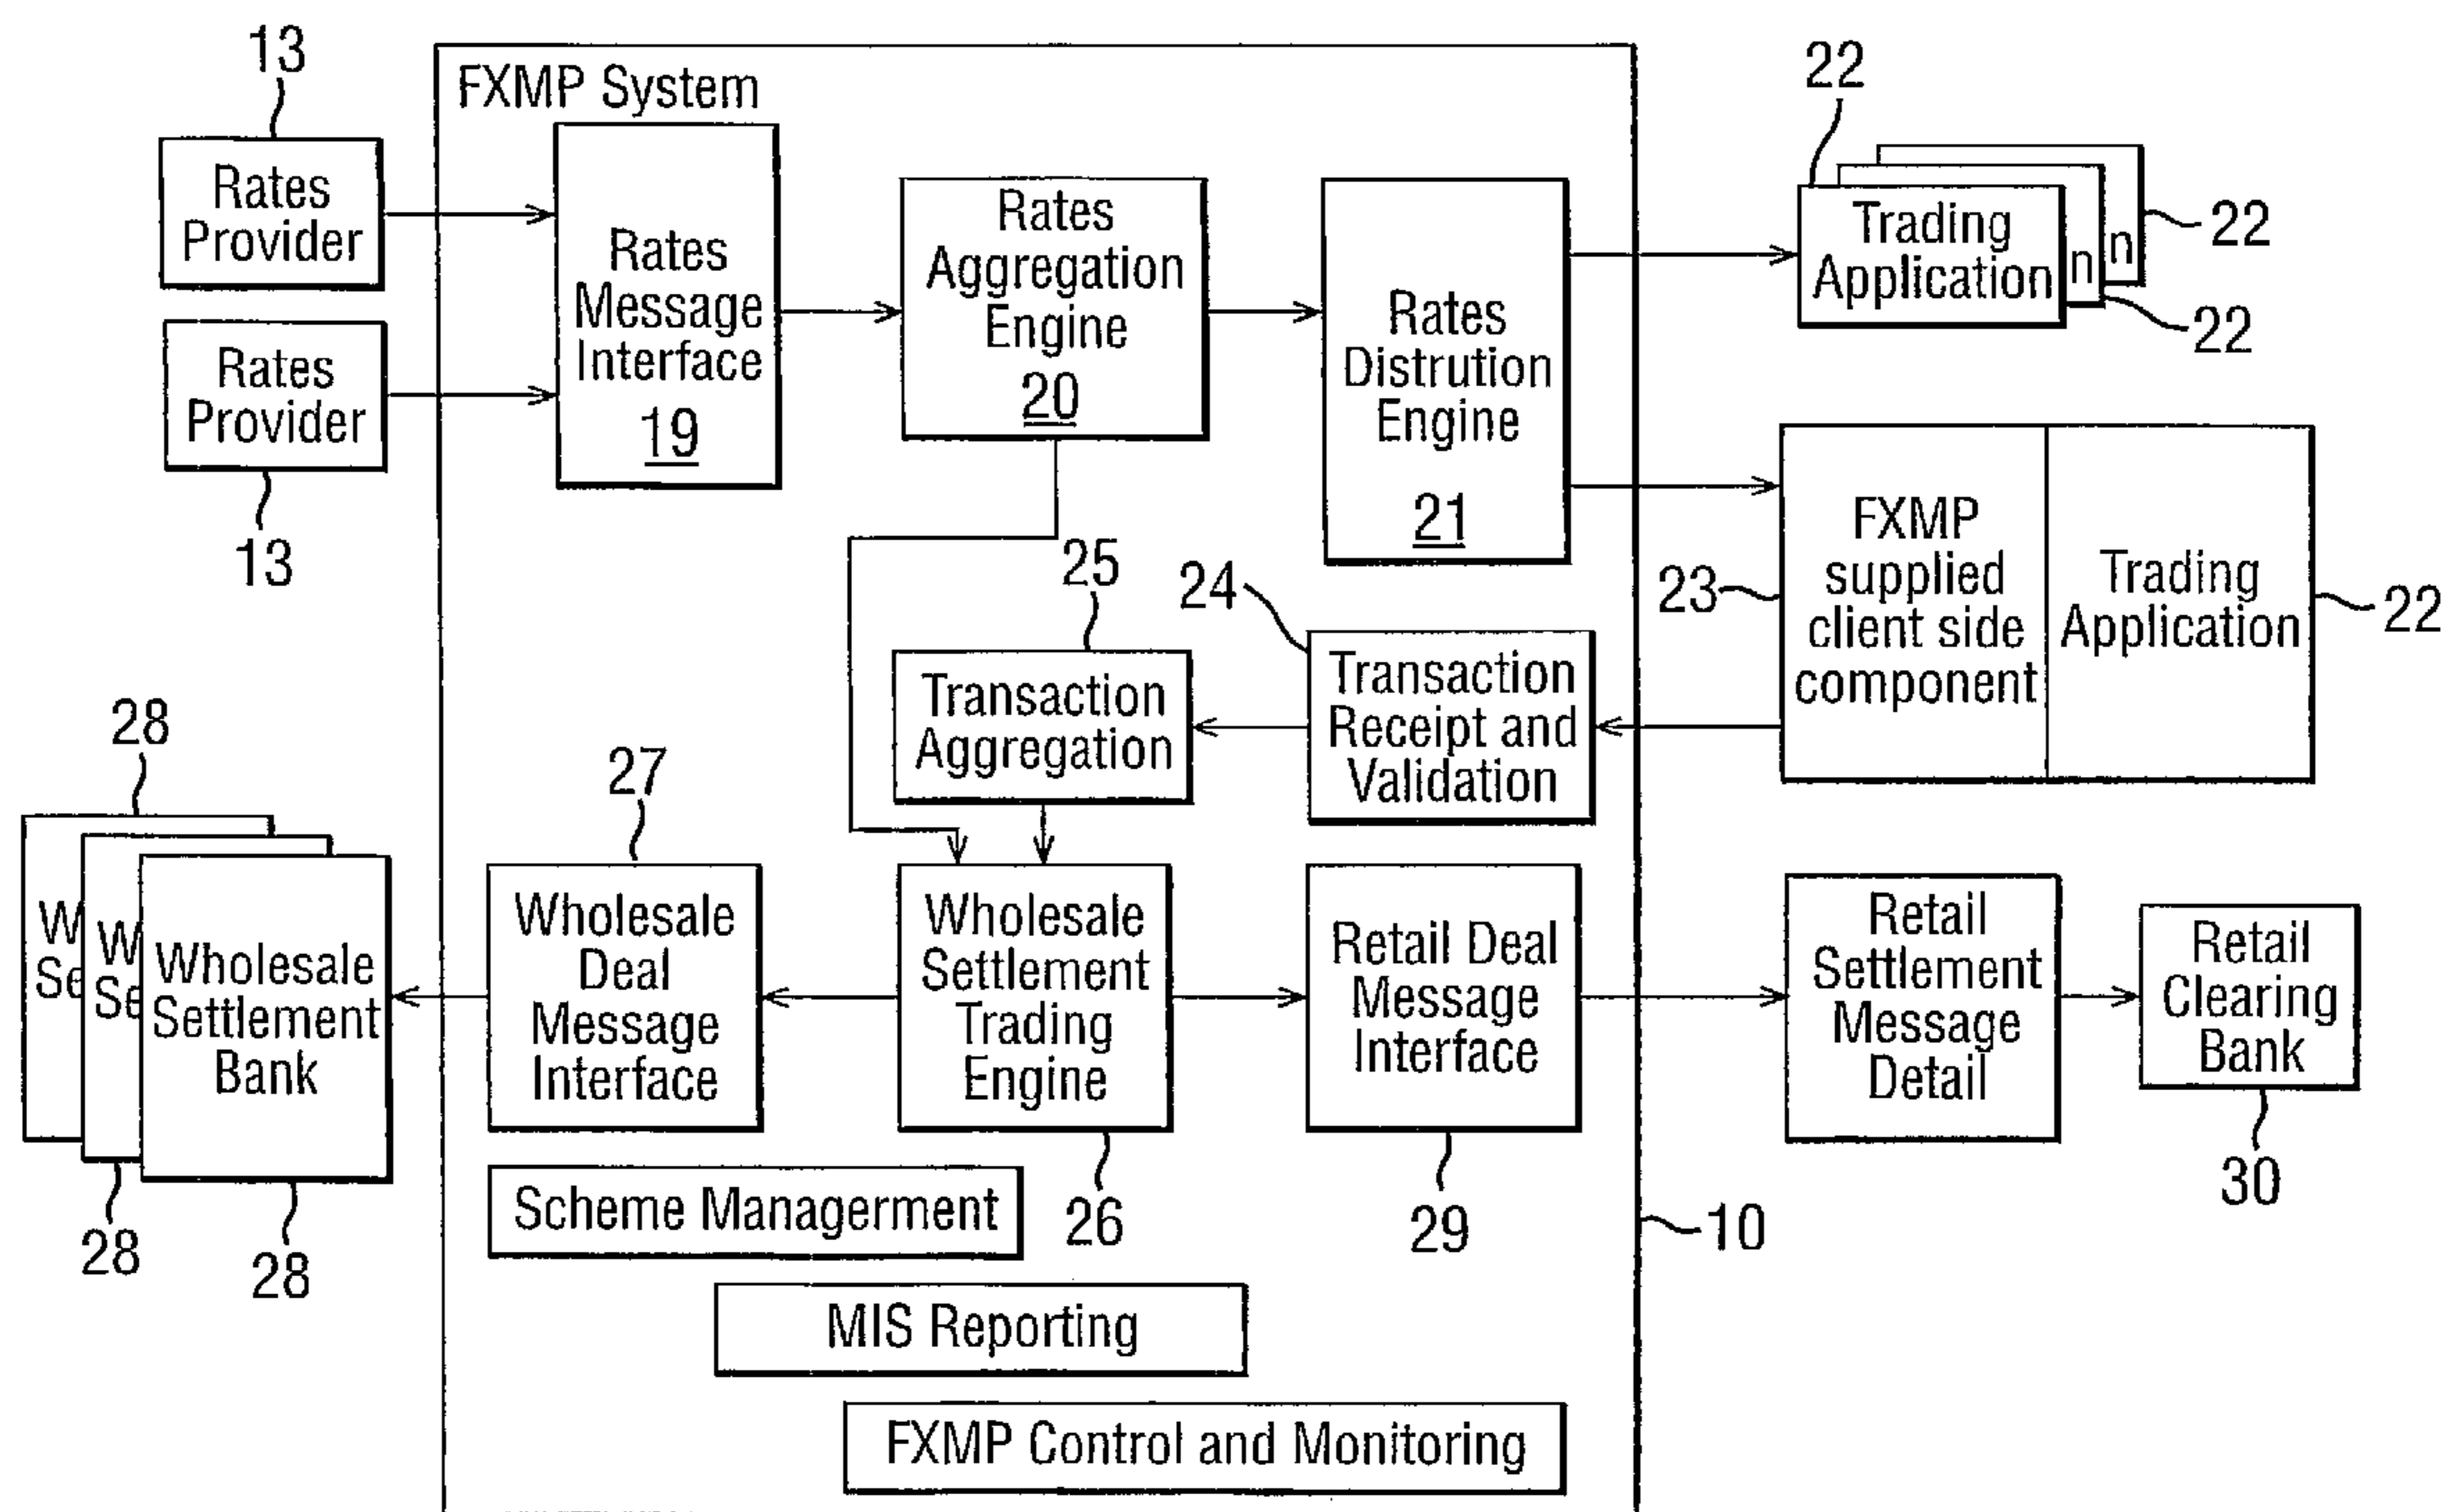 13
FXMP System
22
Rates
Provider
Rates
Message
Interface
19
Rates
Aggregation
Engine
20
Rates
Distrution
Engine
21
Trading
Application
n
n
22
22
Rates
Provider
13
FXMP
supplied
client side
component
Trading
Application
23
22
25
24
Transaction
Aggregation
Transaction
Receipt and
Validation
28
27
W
Se
W
Se
Wholesale
Settlement
Bank
28
28
Wholesale
Deal
Message
Interface
Wholesale
Settlement
Trading
Engine
26
Retail Deal
Message
Interface
29
Retail
Settlement
Message
Detail
Retail
Clearing
Bank
30
10
Scheme Managerment
MIS Reporting
FXMP Control and Monitoring